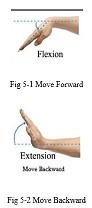 Flexion
Fig 5-1 Move Forward
Extension
Move Backward
Fig 5-2 Move Backward